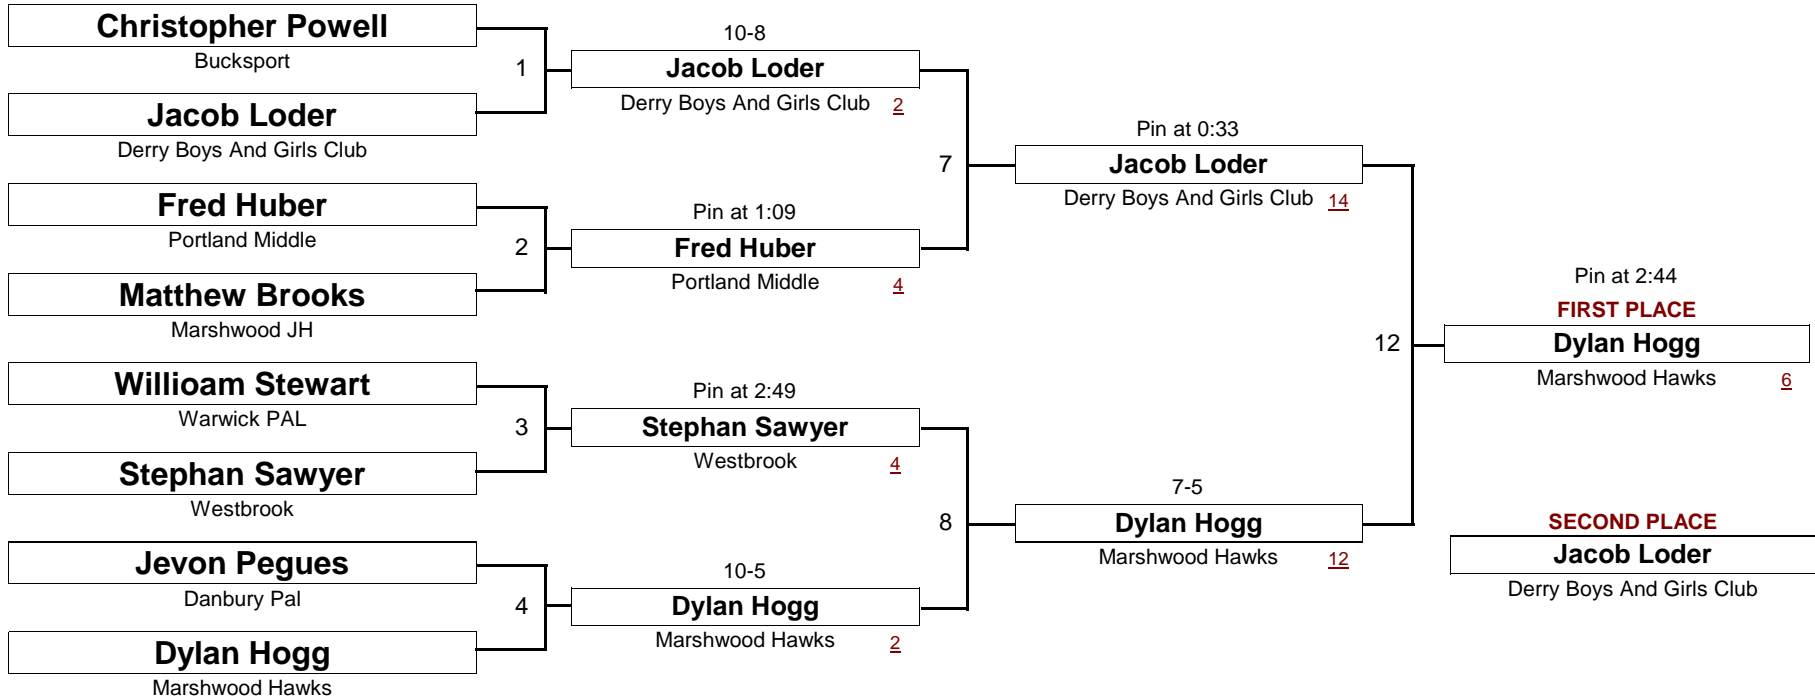 Christopher Powell
Bucksport
1
Jacob Loder
Derry Boys And Girls Club
Fred Huber
Portland Middle
2
Matthew Brooks
Marshwood JH
Willioam Stewart
Warwick PAL
3
Stephan Sawyer
Westbrook
Jevon Pegues
Danbury Pal
4
Dylan Hogg
Marshwood Hawks
10-8
Jacob Loder
Derry Boys And Girls Club 2
7
Pin at 1:09
Fred Huber
Portland Middle 4
Pin at 2:49
Stephan Sawyer
Westbrook 4
8
10-5
Dylan Hogg
Marshwood Hawks 2
Pin at 0:33
Jacob Loder
Derry Boys And Girls Club 14
12
7-5
Dylan Hogg
Marshwood Hawks 12
Pin at 2:44
FIRST PLACE
Dylan Hogg
Marshwood Hawks 6
SECOND PLACE
Jacob Loder
Derry Boys And Girls Club